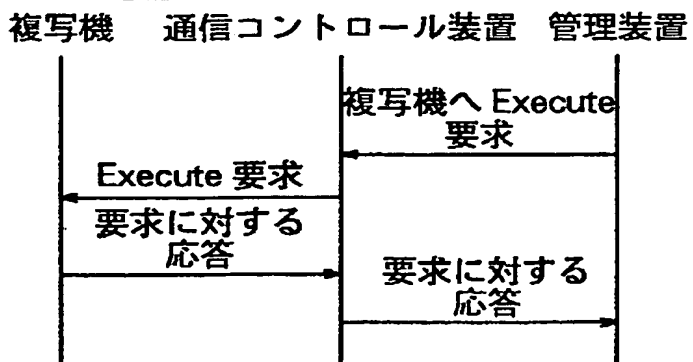 複写機 通信コントロール装置 管理装置
複写機へ Execute
要求
Execute 要求
要求に対する
応答
要求に対する
応答